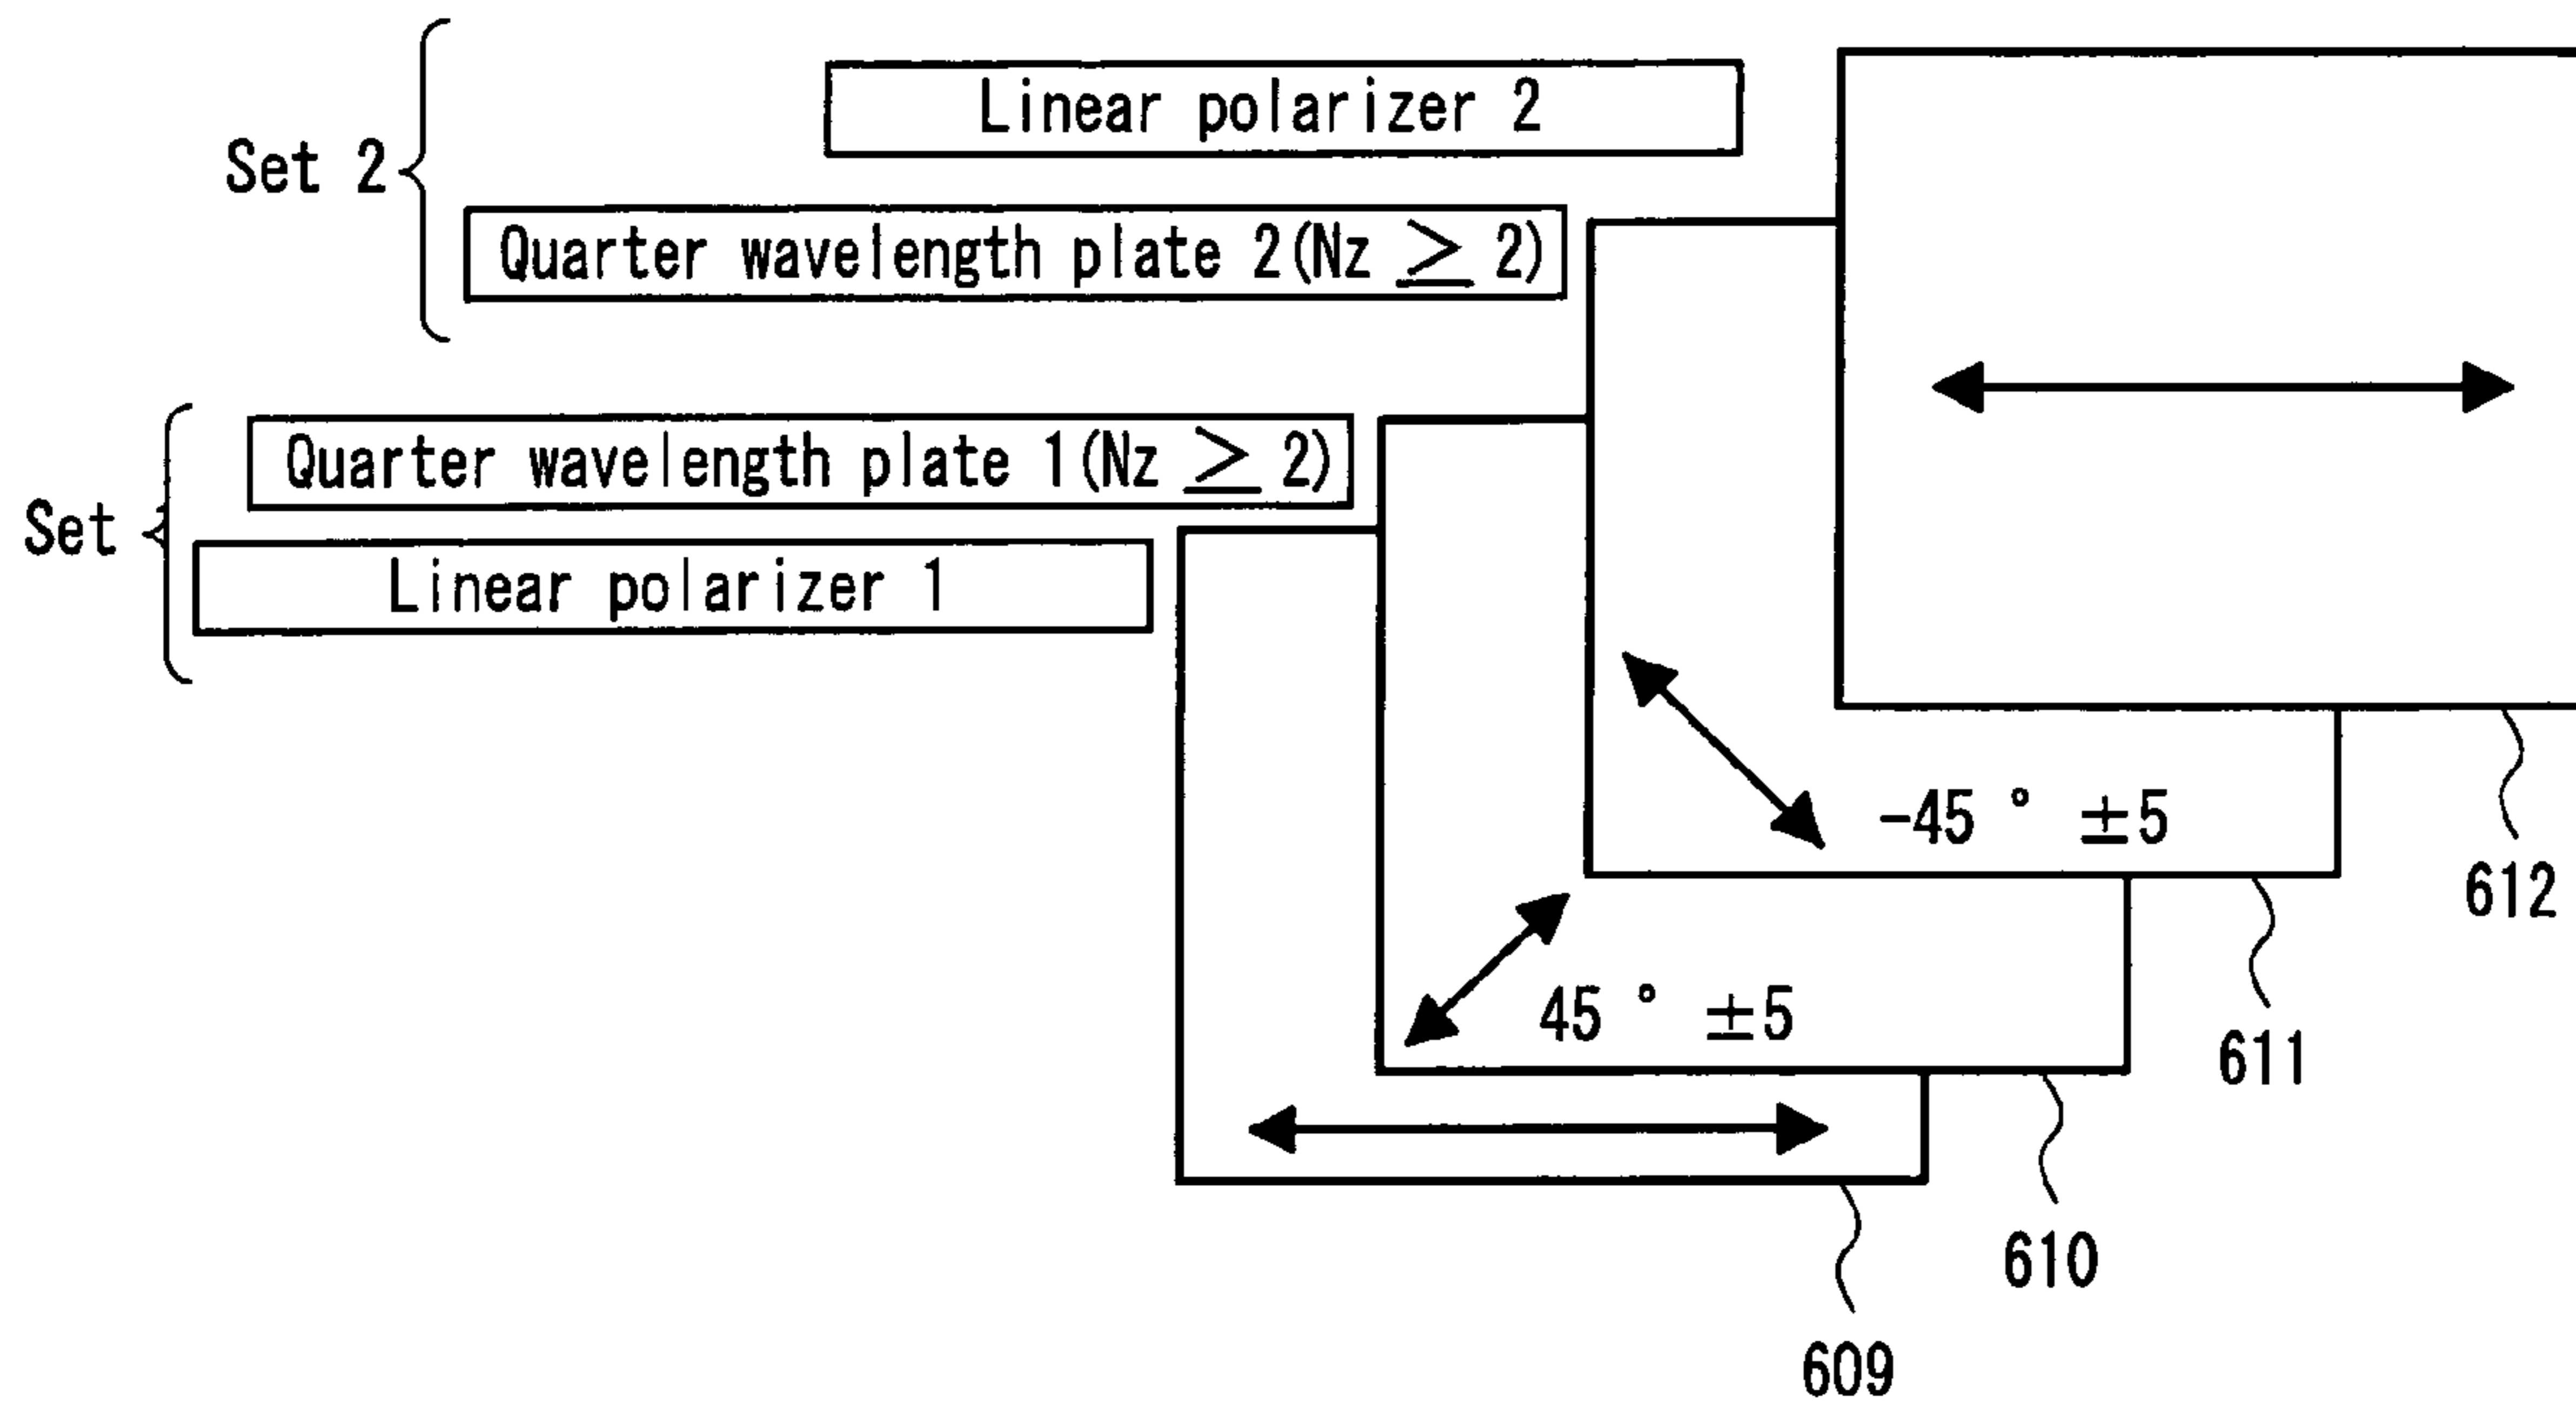 Linear polarizer 2
Set 2
Quarter wavelength plate 2(Nz ≥ 2)
Quarter wavelength plate 1(Nz ≥ 2)
Set
Linear polarizer 1
-45 ° ±5
612
45 ° ±5
611
610
609